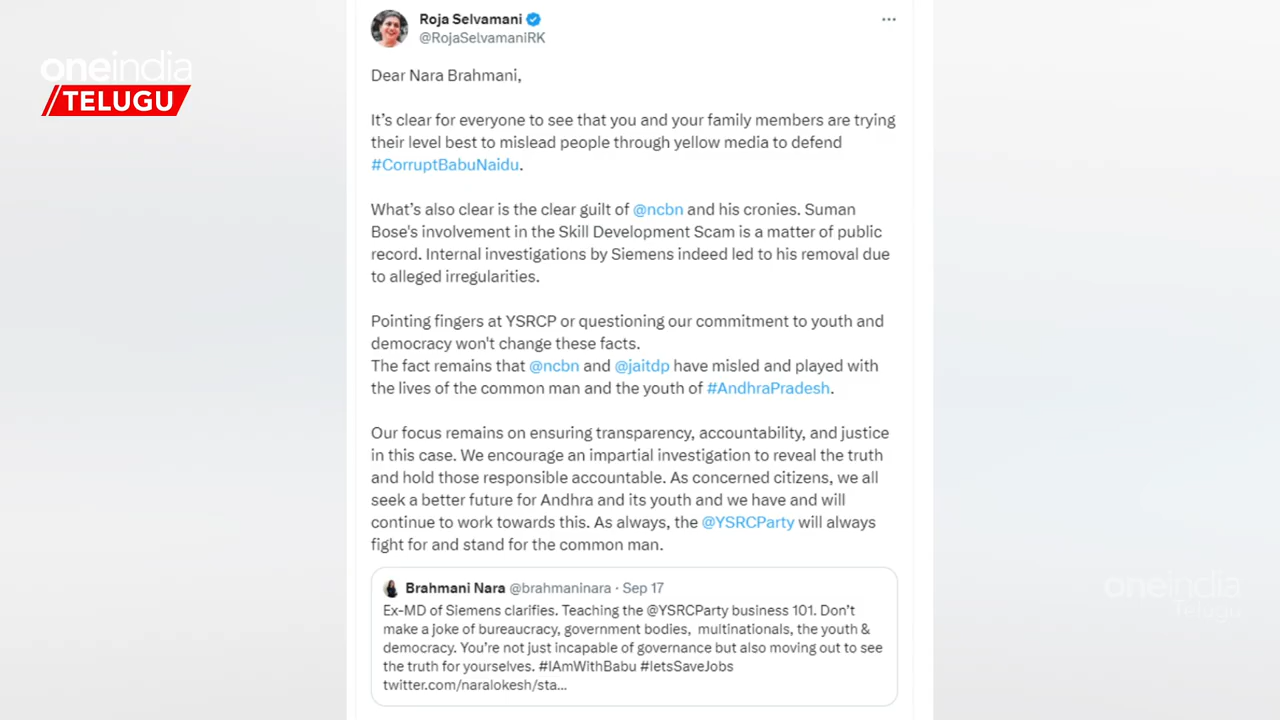 oneindia
TELUGU
Roja Selvamani
@RojaSelvamaniRK
Dear Nara Brahmani,
It's clear for everyone to see that you and your family members are trying
their level best to mislead people through yellow media to defend
#CorruptBabuNaidu.
What's also clear is the clear guilt of @ncbn and his cronies. Suman
Bose's involvement in the Skill Development Scam is a matter of public
record. Internal investigations by Siemens indeed led to his removal due
to alleged irregularities.
Pointing fingers at YSRCP or questioning our commitment to youth and
democracy won't change these facts.
The fact remains that @ncbn and @jaitdp have misled and played with
the lives of the common man and the youth of #AndhraPradesh.
Our focus remains on ensuring transparency, accountability, and justice
in this case. We encourage an impartial investigation to reveal the truth
and hold those responsible accountable. As concerned citizens, we all
seek a better future for Andhra and its youth and we have and will
continue to work towards this. As always, the @YSRCParty will always
fight for and stand for the common man.
Brahmani Nara @brahmaninara · Sep 17
Ex-MD of Siemens clarifies. Teaching the @YSRCParty business 101. Don't
make a joke of bureaucracy, government bodies, multinationals, the youth &
democracy. You're not just incapable of governance but also moving out to see
the truth for yourselves. #IAmWithBabu #letsSaveJobs
twitter.com/naralokesh/sta...
oneindia
Telugu